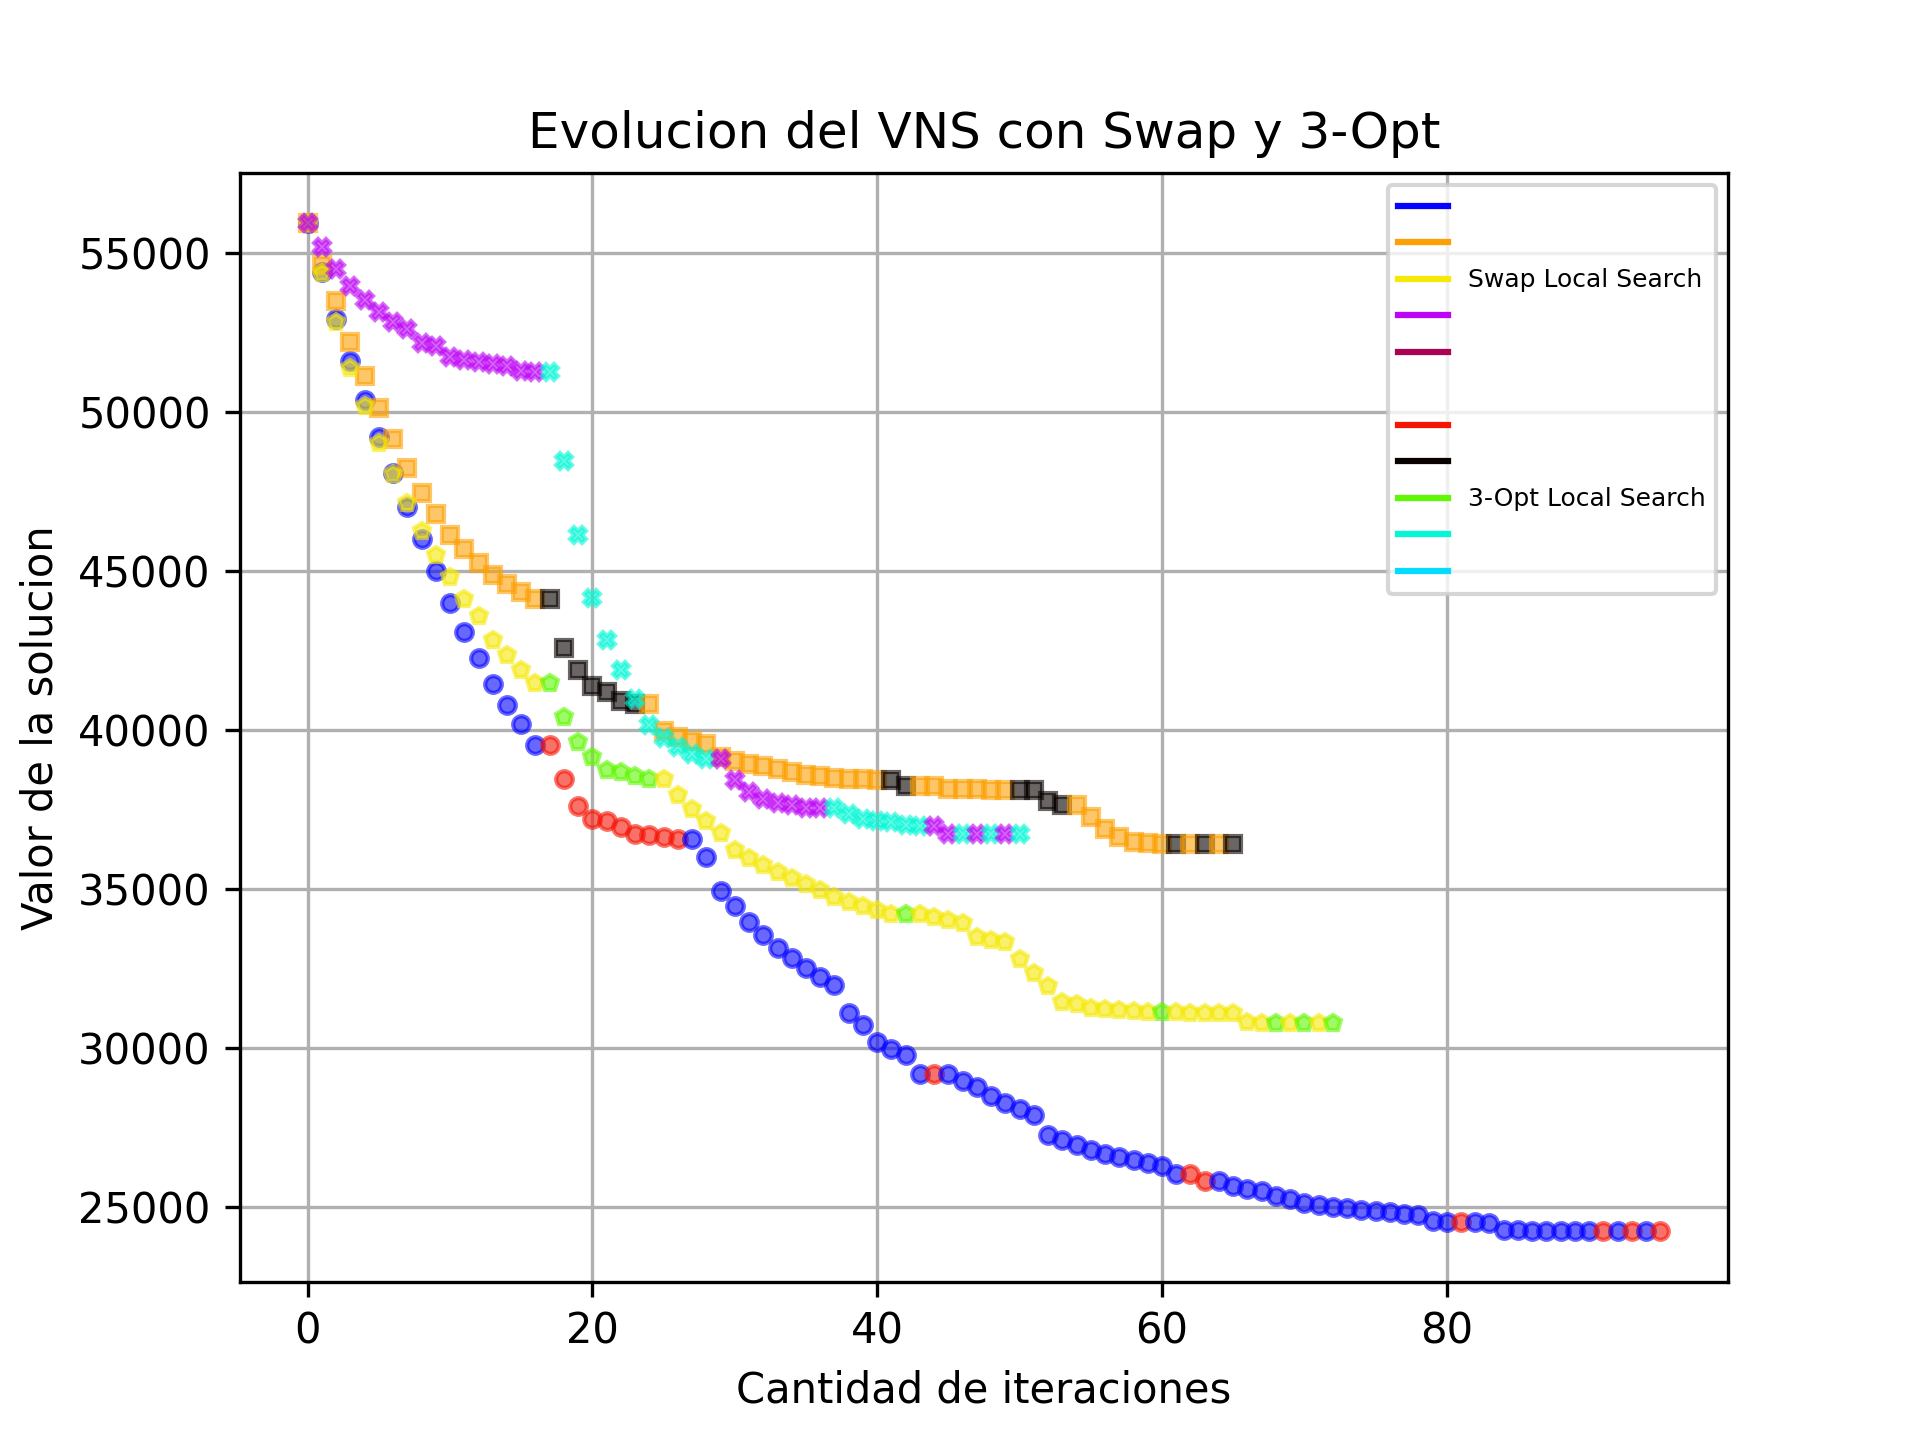 Evolucion del VNS con Swap y 3-Opt
Valor de la solucion
55000
50000
45000
40000
35000
30000
25000
Swap Local Search
3-Opt Local Search
0 20 40 60 80
Cantidad de iteraciones